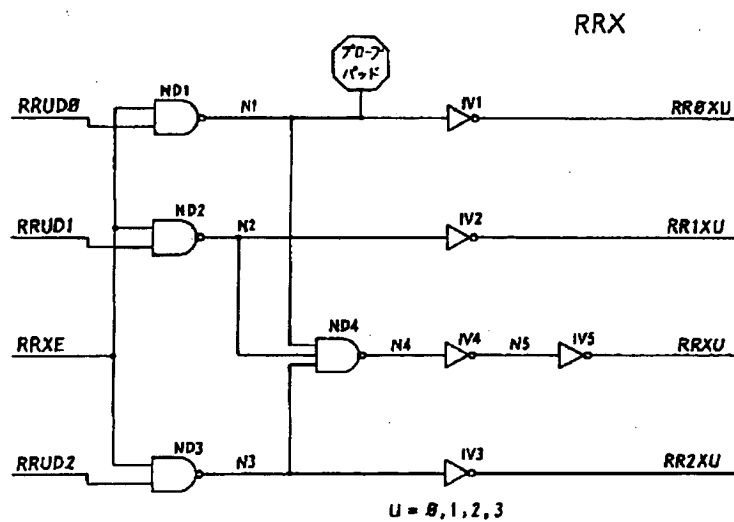 RRX
プローブ
パッド
RRUD0
ND1
N1
IV1
RR0XU
RRUD1
ND2
N2
IV2
RR1XU
RRXE
ND4
N4
IV4
N5
IV5
RRXU
RRUD2
ND3
N3
IV3
RR2XU
U = 0,1,2,3